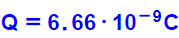 Q = 6.66·10⁻⁹C